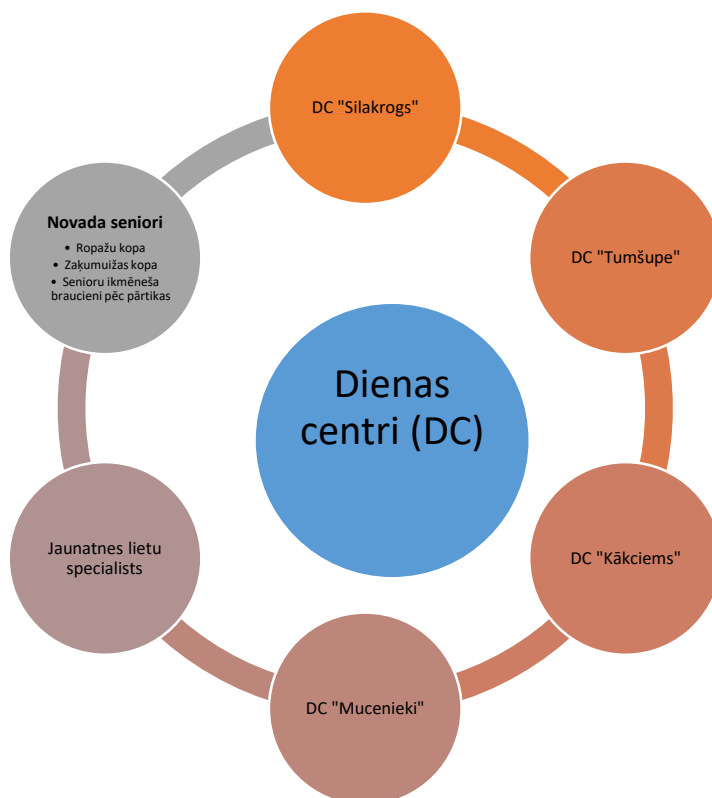 DC "Silakrogs"
Novada seniori
• Ropažu kopa
• Zaķumuižas kopa
• Senioru ikmēneša
braucieni pēc pārtikas
DC "Tumšupe"
Dienas
centri (DC)
Jaunatnes lietu
specialists
DC "Kākciems"
DC "Mucenieki"